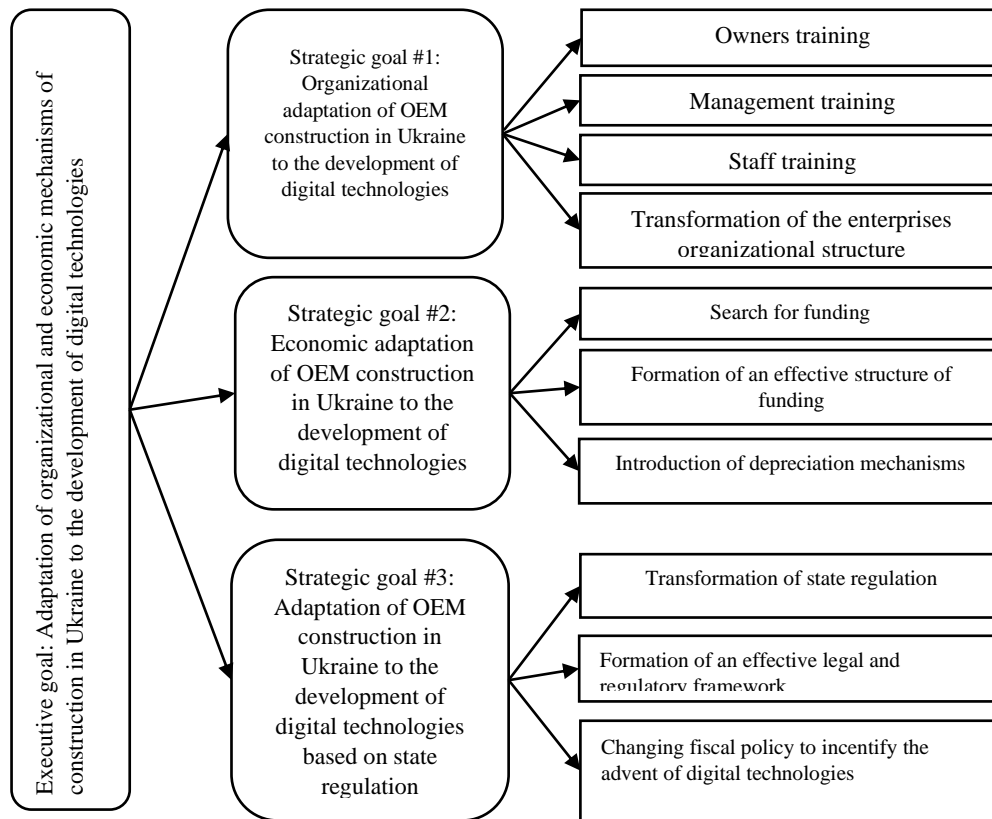 Executive goal: Adaptation of organizational and economic mechanisms of
construction in Ukraine to the development of digital technologies
Strategic goal #1:
Organizational
adaptation of OEM
construction in Ukraine
to the development of
digital technologies
Owners training
Management training
Staff training
Transformation of the enterprises
organizational structure
Strategic goal #2:
Economic adaptation
of OEM construction
in Ukraine to the
development of
digital technologies
Search for funding
Formation of an effective structure of
funding
Introduction of depreciation mechanisms
Strategic goal #3:
Adaptation of OEM
construction in
Ukraine to the
development of
digital technologies
based on state
regulation
Transformation of state regulation
Formation of an effective legal and
regulatory framework
Changing fiscal policy to incentify the
advent of digital technologies